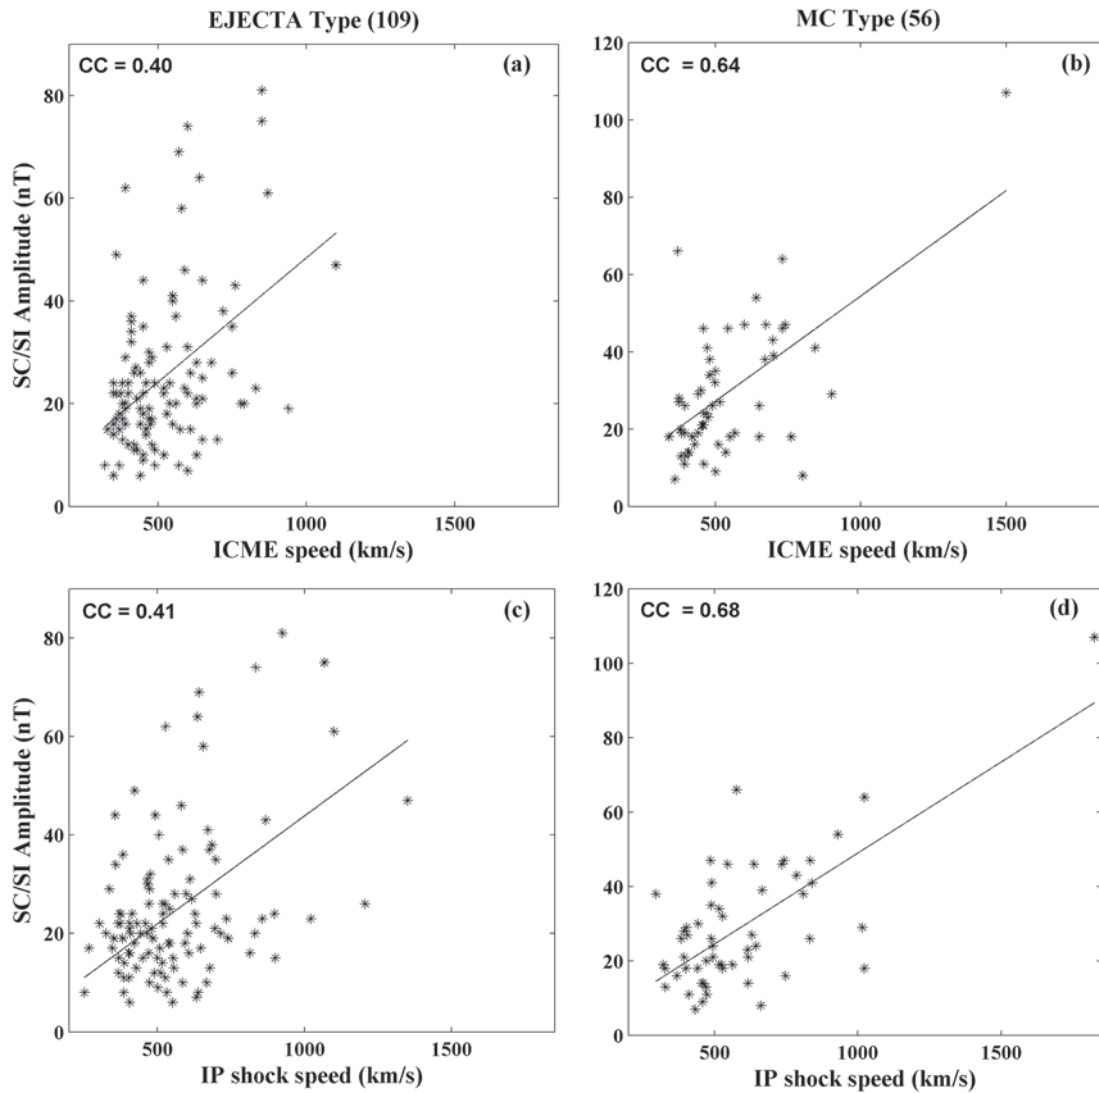 EJECTA Type (109)
MC Type (56)
CC = 0.40
(a)
SC/SI Amplitude (nT)
80
60
40
20
0
500
1000
1500
ICME speed (km/s)
CC = 0.64
(b)
120
100
80
60
40
20
0
500
1000
1500
ICME speed (km/s)
CC = 0.41
(c)
SC/SI Amplitude (nT)
80
60
40
20
0
500
1000
1500
IP shock speed (km/s)
CC = 0.68
(d)
120
100
80
60
40
20
0
500
1000
1500
IP shock speed (km/s)